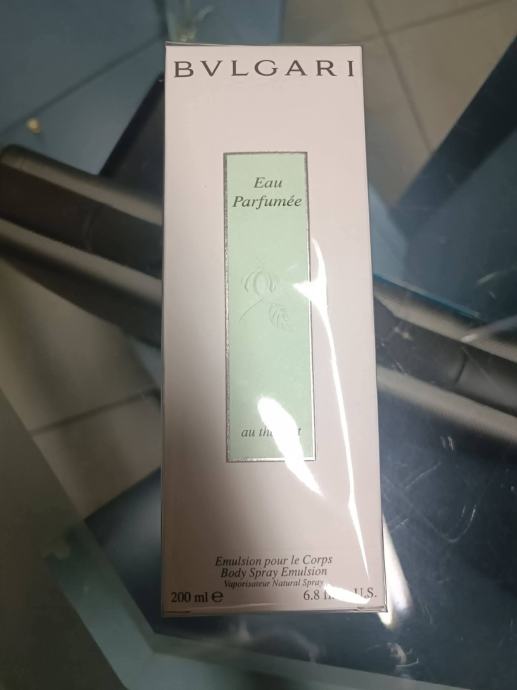 BVLGARI
Eau
Parfumée
au
Emulsion pour le Corps
Body Spray Emulsion
Vaporisateur Natural Spray
200 ml e
6.8 U.S.